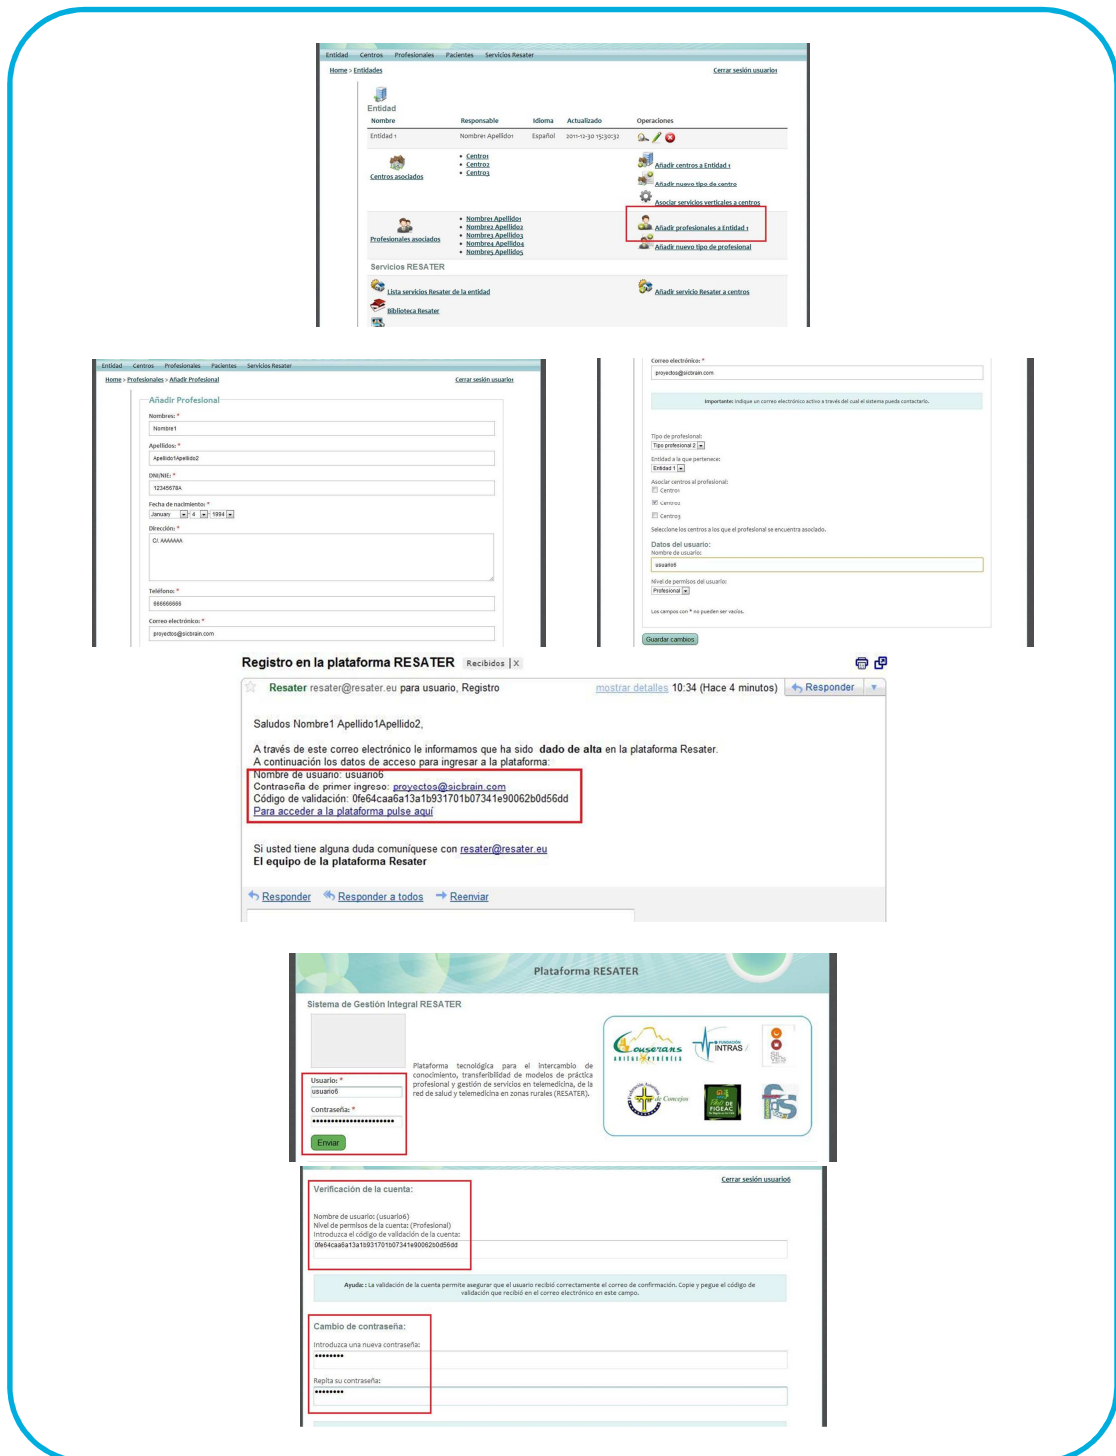 Entidad Centros Profesionales Pacientes Servicios Resater
Home > Entidades Cerrar sesión usuario1
Entidad
Nombre Responsable Idioma Actualizado Operaciones
Entidad 1 Nombre1 Apellido1 Español 2011-12-30 15:30:32
Centros asociados
• Centro1
• Centro2
• Centro3
Añadir centros a Entidad 1
Añadir nuevo tipo de centro
Asociar servicios verticales a centros
Profesionales asociados
• Nombre1 Apellido1
• Nombre2 Apellido2
• Nombre3 Apellido3
• Nombre4 Apellido4
• Nombre5 Apellido5
Añadir profesionales a Entidad 1
Añadir nuevo tipo de profesional
Servicios RESATER
Lista servicios Resater de la entidad Añadir servicio Resater a centros
Biblioteca Resater
Entidad Centros Profesionales Pacientes Servicios Resater
Home > Profesionales > Añadir Profesional Cerrar sesión usuario1
Añadir Profesional
Nombres: *
Nombre1
Apellidos: *
Apellido1Apellido2
DNI/NIE: *
12345678A
Fecha de nacimiento: *
January - 4 - 1994
Dirección: *
C/ AAAAAAA
Teléfono: *
666666666
Correo electrónico: *
proyectos@sicbrain.com
Correo electrónico: *
proyectos@sicbrain.com
Importante: Indique un correo electrónico activo a través del cual el sistema pueda contactarlo.
Tipo de profesional:
Tipo profesional 2
Entidad a la que pertenece:
Entidad 1
Asociar centros al profesional:
Centro1
Centro2
Centro3
Seleccione los centros a los que el profesional se encuentra asociado.
Datos del usuario:
Nombre de usuario:
usuario6
Nivel de permisos del usuario:
Profesional
Los campos con * no pueden ser vacíos.
Guardar cambios
Registro en la plataforma RESATER Recibidos | X
Resater resater@resater.eu para usuario, Registro mostrar detalles 10:34 (Hace 4 minutos) Responder
Saludos Nombre1 Apellido1Apellido2,
A través de este correo electrónico le informamos que ha sido dado de alta en la plataforma Resater.
A continuación los datos de acceso para ingresar a la plataforma:
Nombre de usuario: usuario6
Contraseña de primer ingreso: proyectos@sicbrain.com
Código de validación: 0fe64caa6a13a1b931701b07341e90062b0d56dd
Para acceder a la plataforma pulse aquí
Si usted tiene alguna duda comuníquese con resater@resater.eu
El equipo de la plataforma Resater
Responder Responder a todos Reenviar
Plataforma RESATER
Sistema de Gestión Integral RESATER
Plataforma tecnológica para el intercambio de
conocimiento, transferibilidad de modelos de práctica
profesional y gestión de servicios en telemedicina, de la
red de salud y telemedicina en zonas rurales (RESATER).
Usuario: *
usuario6
Contraseña: *
Enviar
Couserans
FUNDACIÓN
INTRAS
de Concejos
FIGEAC
Cerrar sesión usuario6
Verificación de la cuenta:
Nombre de usuario: (usuario6)
Nivel de permisos de la cuenta: (Profesional)
Introduzca el código de validación de la cuenta:
0fe64caa6a13a1b931701b07341e90062b0d56dd
Ayuda: : La validación de la cuenta permite asegurar que el usuario recibió correctamente el correo de confirmación. Copie y pegue el código de
validación que recibió en el correo electrónico en este campo.
Cambio de contraseña:
Introduzca una nueva contraseña:
Repita su contraseña: